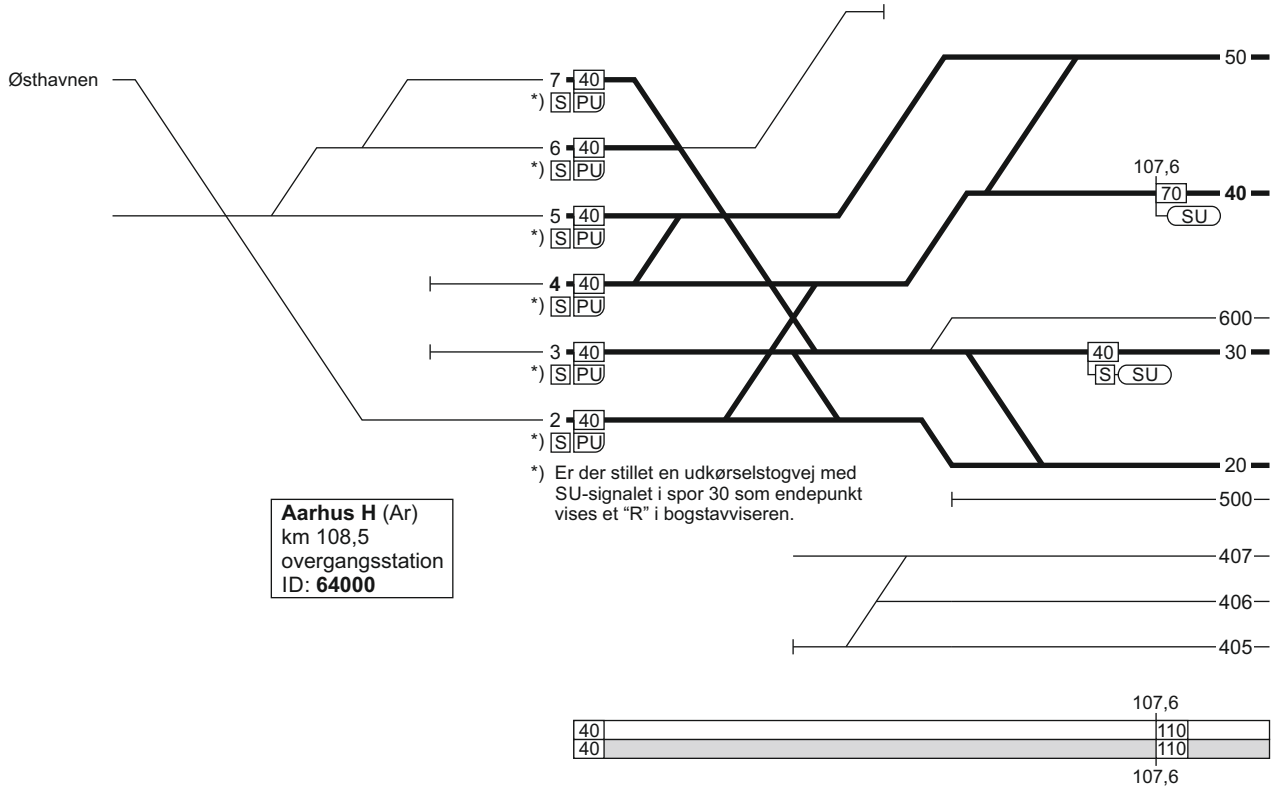 50
Østhavnen
7 40
*) S PU
6 40
*) S PU
107,6
70 40
SU
5 40
*) S PU
4 40
*) S PU
600
3 40
*) S PU
40 30
S SU
2 40
*) S PU
20
*) Er der stillet en udkørselstogvej med
SU-signalet i spor 30 som endepunkt
vises et “R” i bogstavviseren.
500
Aarhus H (Ar)
km 108,5
overgangsstation
ID: 64000
407
406
405
107,6
40 110
40 110
107,6